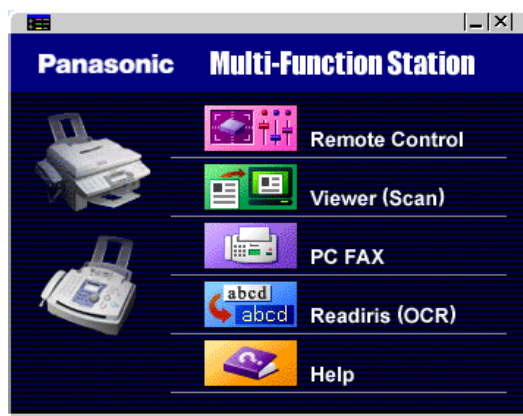 Panasonic Multi-Function Station
Remote Control
Viewer (Scan)
PC FAX
abcd
abcd
Readiris (OCR)
?
Help